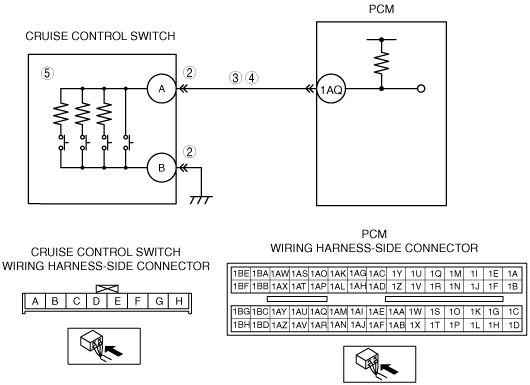 PCM
CRUISE CONTROL SWITCH
5
2
A
3 4
1AQ
2
B
CRUISE CONTROL SWITCH
WIRING HARNESS-SIDE CONNECTOR
A B C D E F G H
PCM
WIRING HARNESS-SIDE CONNECTOR
1BE 1BA 1AW 1AS 1AO 1AK 1AG 1AC 1Y 1U 1Q 1M 1I 1E 1A
1BF 1BB 1AX 1AT 1AP 1AL 1AH 1AD 1Z 1V 1R 1N 1J 1F 1B
1BG 1BC 1AY 1AU 1AQ 1AM 1AI 1AE 1AA 1W 1S 1O 1K 1G 1C
1BH 1BD 1AZ 1AV 1AR 1AN 1AJ 1AF 1AB 1X 1T 1P 1L 1H 1D